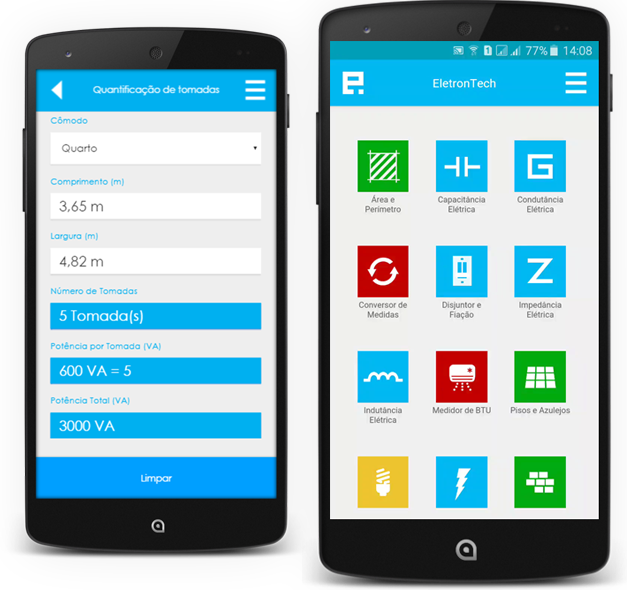 Quantificação de tomadas
Cômodo
Quarto
Comprimento (m)
3,65 m
Largura (m)
4,82 m
Número de Tomadas
5 Tomada(s)
Potência por Tomada (VA)
600 VA = 5
Potência Total (VA)
3000 VA
Limpar
1
77% 14:08
EletronTech
Área e
Perímetro
Capacitância
Elétrica
G
Condutância
Elétrica
Conversor de
Medidas
Disjuntor e
Fiação
Z
Impedância
Elétrica
Indutância
Elétrica
Medidor de BTU
Pisos e Azulejos